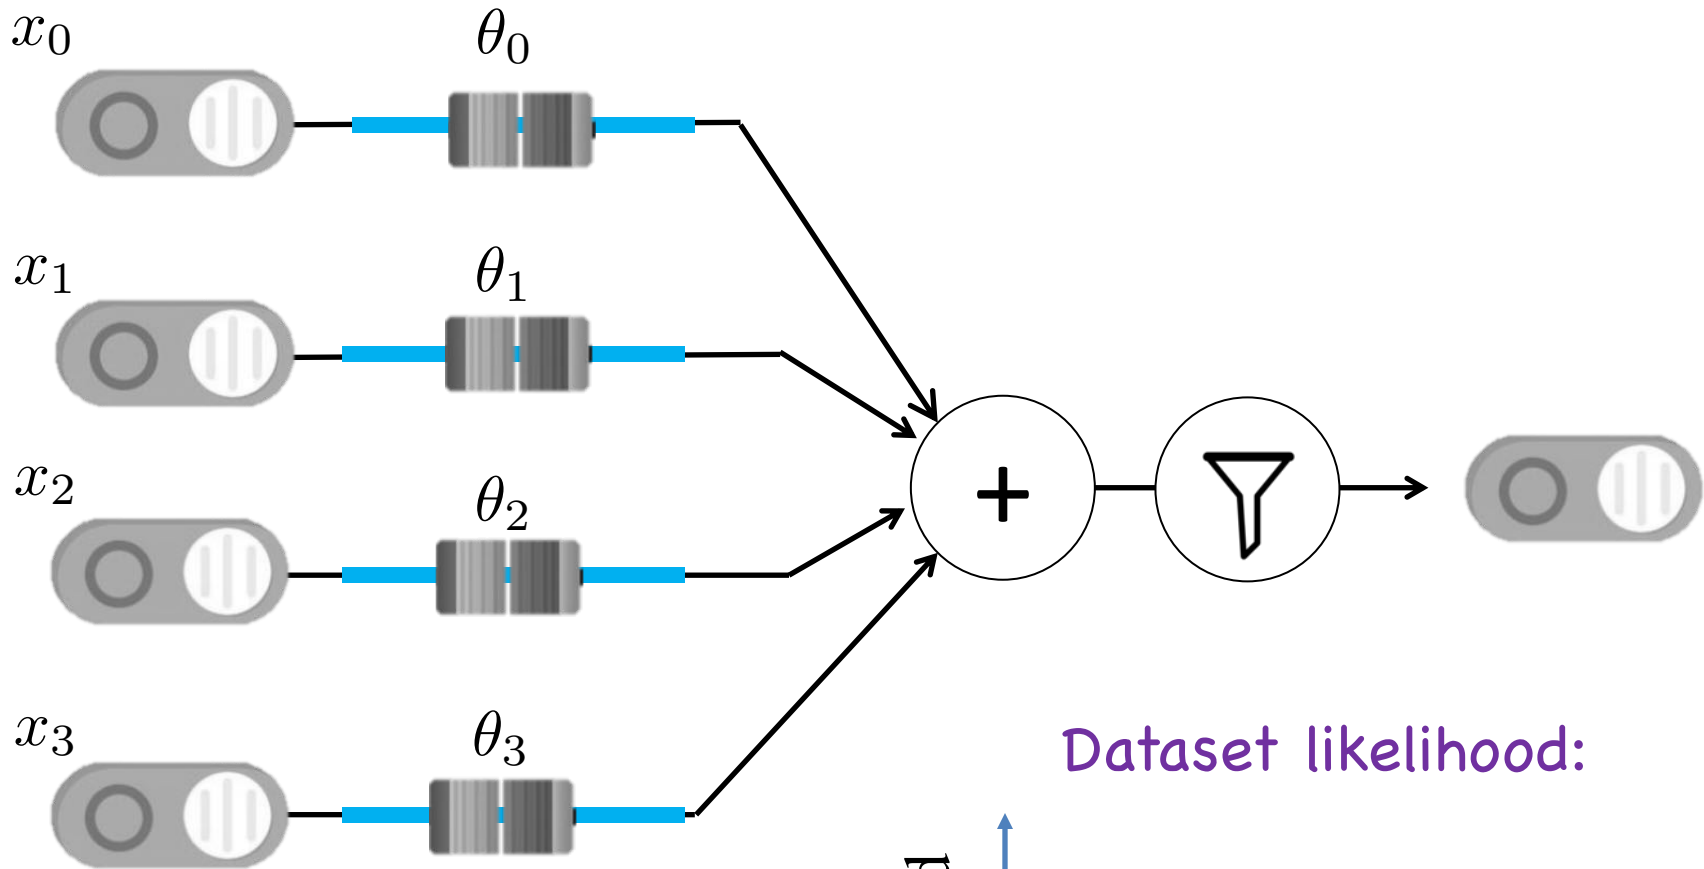 x₀
θ₀
x₁
θ₁
x₂
θ₂
+
x₃
θ₃
Dataset likelihood: